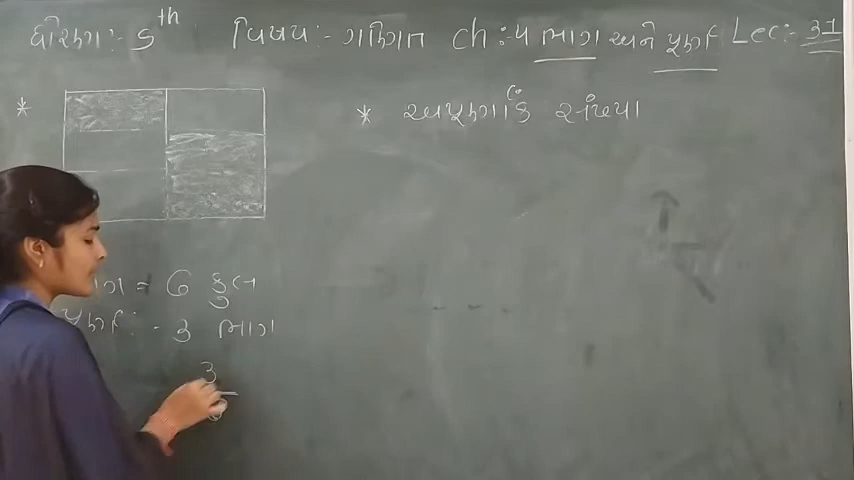 ધોરણ:- 5th વિષય:- ગણિત ch:-4 ભાગ અને પૂર્ણ Lec:- 31
* * અપૂર્ણાંક સંખ્યા
= 6 કુલ
પૂર્ણ:- 3 ભાગ
3